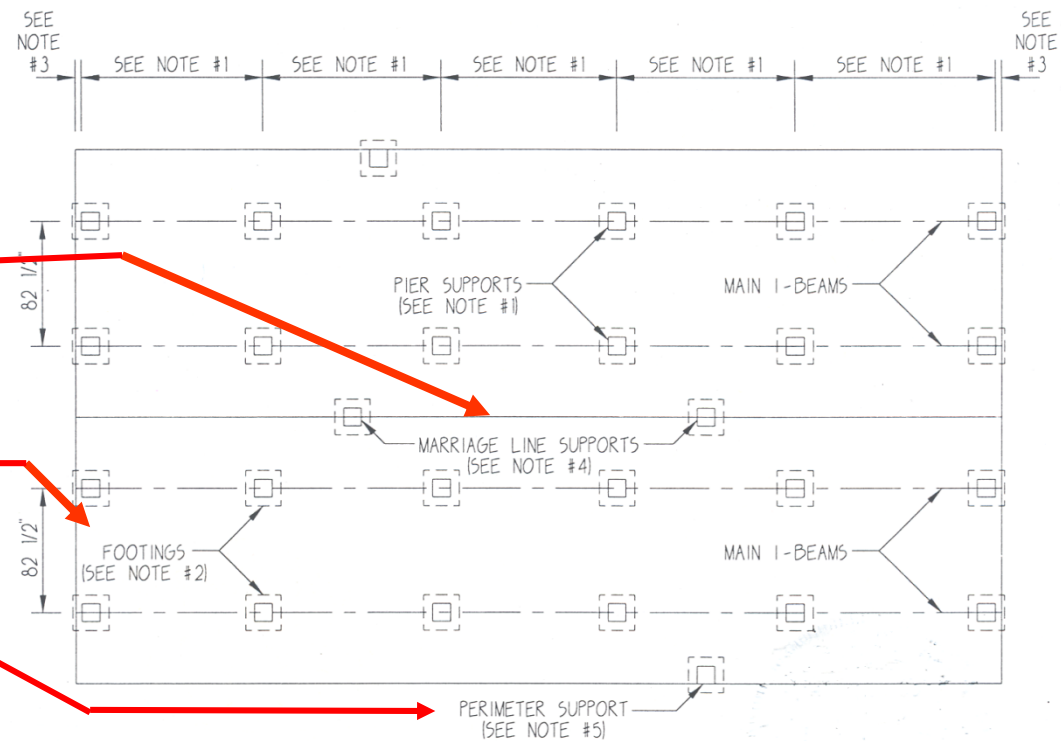 SEE
NOTE
#3
SEE NOTE #1
SEE NOTE #1
SEE NOTE #1
SEE NOTE #1
SEE NOTE #1
SEE
NOTE
#3
82 1/2"
PIER SUPPORTS
(SEE NOTE #1)
MAIN I-BEAMS
MARRIAGE LINE SUPPORTS
(SEE NOTE #4)
82 1/2"
FOOTINGS
(SEE NOTE #2)
MAIN I-BEAMS
PERIMETER SUPPORT
(SEE NOTE #5)